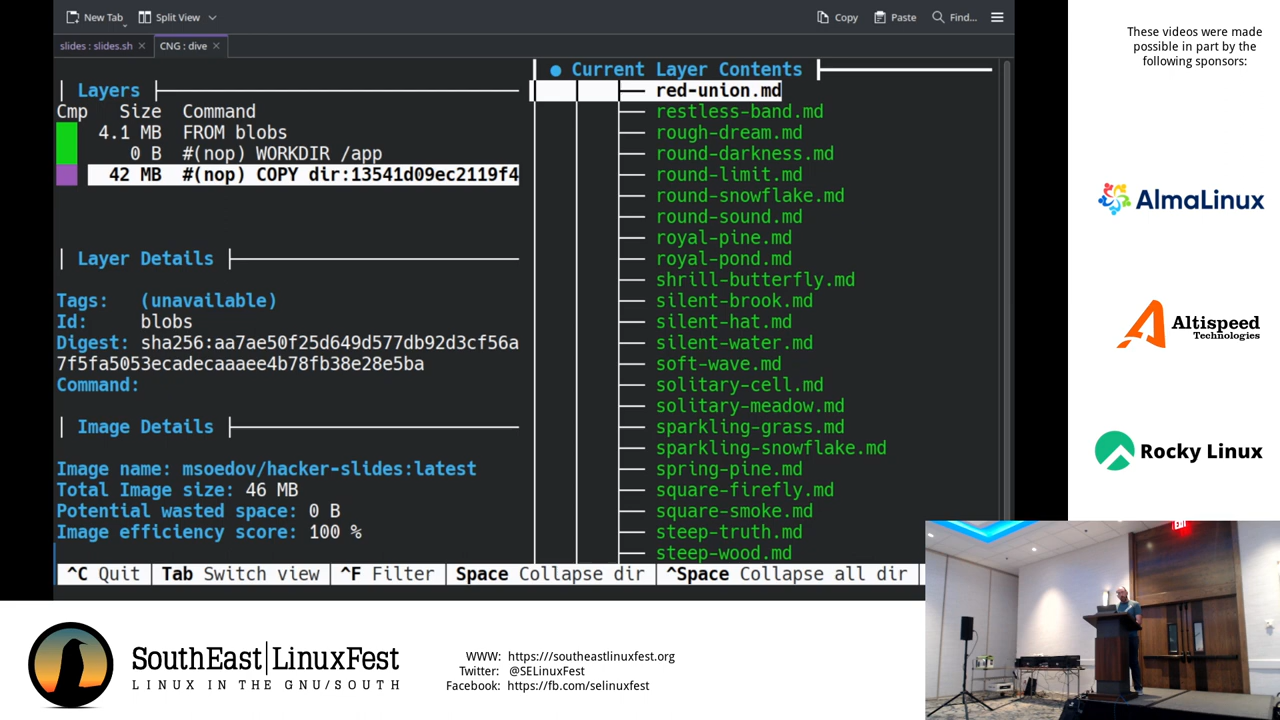 New Tab
Split View
Copy
Paste
Find...
slides : slides.sh
CNG : dive
Layers
Cmp Size Command
4.1 MB FROM blobs
0 B #(nop) WORKDIR /app
42 MB #(nop) COPY dir:13541d09ec2119f4
Layer Details
Tags: (unavailable)
Id: blobs
Digest: sha256:aa7ae50f25d649d577db92d3cf56a
7f5fa5053ecadecaaaee4b78fb38e28e5ba
Command:
Image Details
Image name: msoedov/hacker-slides:latest
Total Image size: 46 MB
Potential wasted space: 0 B
Image efficiency score: 100 %
● Current Layer Contents
red-union.md
restless-band.md
rough-dream.md
round-darkness.md
round-limit.md
round-snowflake.md
round-sound.md
royal-pine.md
royal-pond.md
shrill-butterfly.md
silent-brook.md
silent-hat.md
silent-water.md
soft-wave.md
solitary-cell.md
solitary-meadow.md
sparkling-grass.md
sparkling-snowflake.md
spring-pine.md
square-firefly.md
square-smoke.md
steep-truth.md
steep-wood.md
^C Quit Tab Switch view ^F Filter Space Collapse dir ^Space Collapse all dir
These videos were made
possible in part by the
following sponsors:
AlmaLinux
Altispeed
Technologies
Rocky Linux
EXIT
SouthEast LinuxFest
LINUX IN THE GNU/SOUTH
WWW: https://southeastlinuxfest.org
Twitter: @SELinuxFest
Facebook: https://fb.com/selinuxfest